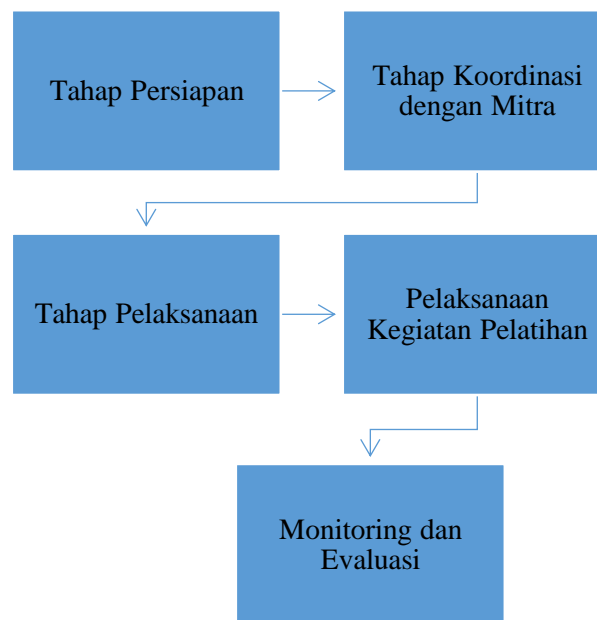 Tahap Persiapan
Tahap Koordinasi
dengan Mitra
Tahap Pelaksanaan
Pelaksanaan
Kegiatan Pelatihan
Monitoring dan
Evaluasi